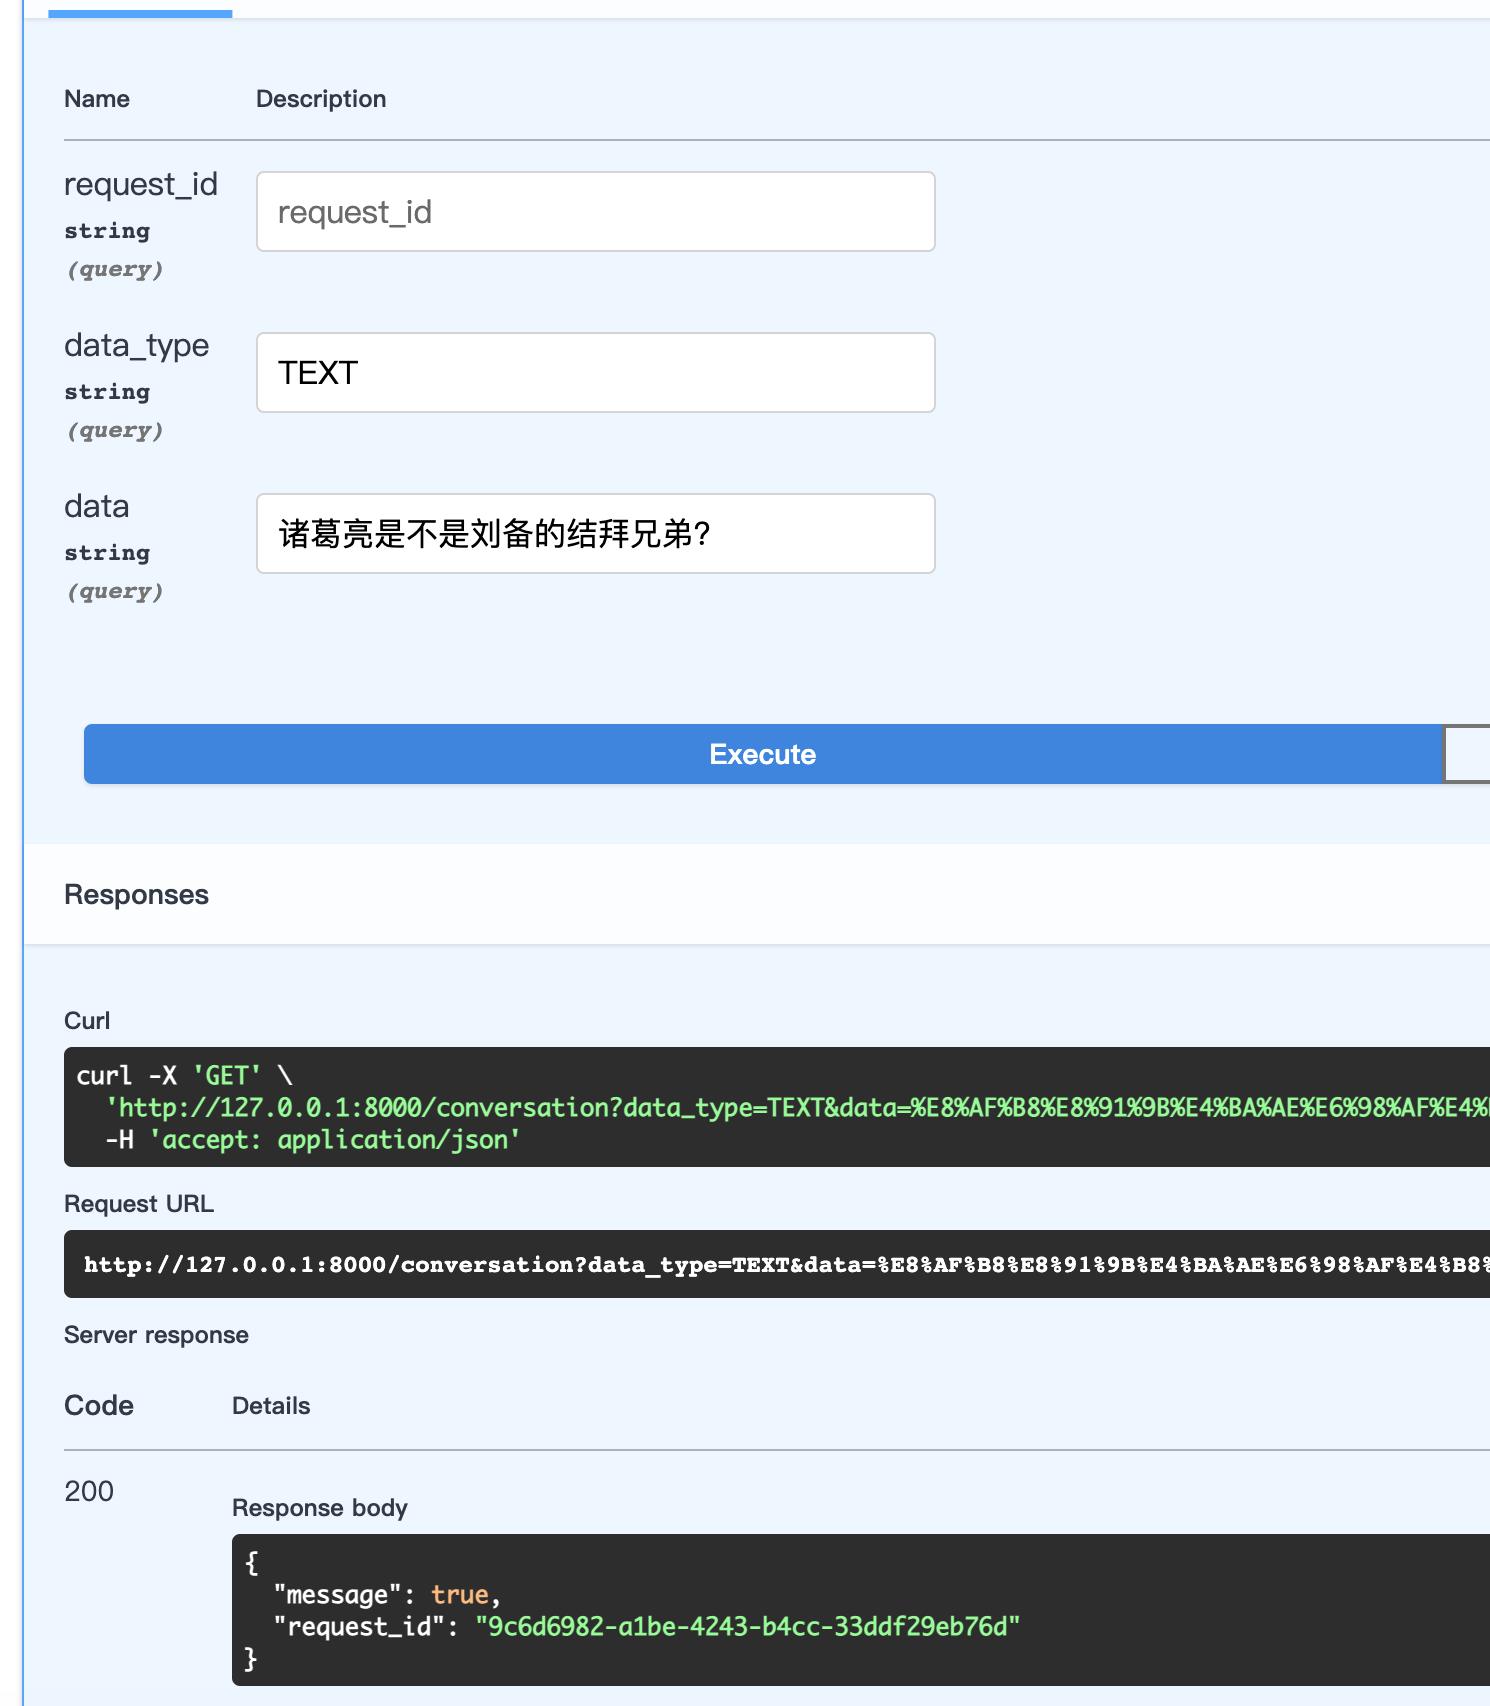 Name Description
request_id request_id
string
(query)
data_type TEXT
string
(query)
data 诸葛亮是不是刘备的结拜兄弟?
string
(query)
Execute
Responses
Curl
curl -X 'GET' \
'http://127.0.0.1:8000/conversation?data_type=TEXT&data=%E8%AF%B8%E8%91%9B%E4%BA%AE%E6%98%AF%E4%
-H 'accept: application/json'
Request URL
http://127.0.0.1:8000/conversation?data_type=TEXT&data=%E8%AF%B8%E8%91%9B%E4%BA%AE%E6%98%AF%E4%B8%
Server response
Code Details
200
Response body
{
"message": true,
"request_id": "9c6d6982-a1be-4243-b4cc-33ddf29eb76d"
}